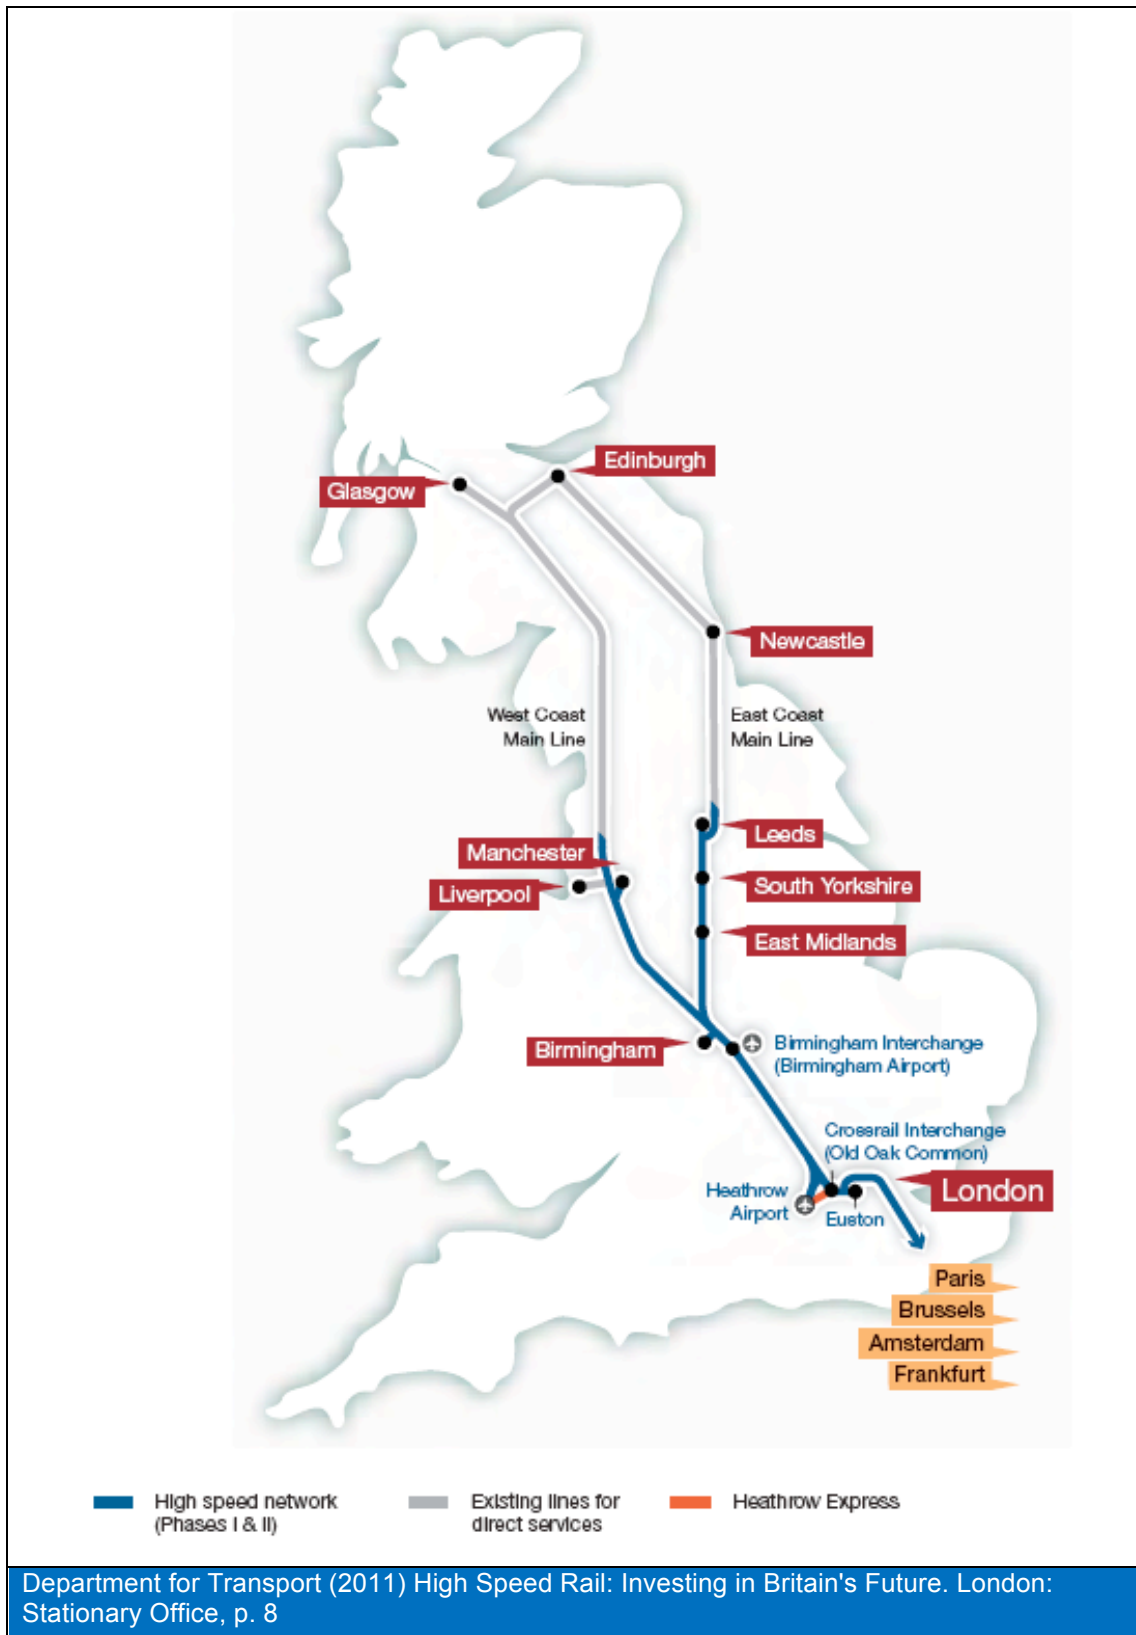 Edinburgh
Glasgow
Newcastle
West Coast
Main Line
East Coast
Main Line
Leeds
Manchester
South Yorkshire
Liverpool
East Midlands
Birmingham
Birmingham Interchange
(Birmingham Airport)
Crossrail Interchange
(Old Oak Common)
London
Heathrow
Airport
Euston
Paris
Brussels
Amsterdam
Frankfurt
High speed network
(Phases I & II)
Existing lines for
direct services
Heathrow Express
Department for Transport (2011) High Speed Rail: Investing in Britain's Future. London:
Stationary Office, p. 8